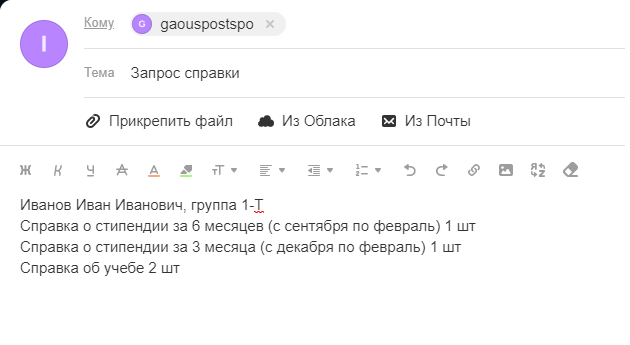 I
Кому
G
gaouspostspo
Тема
Запрос справки
Прикрепить файл
Из Облака
Из Почты
Ж К Ч А А тТ
Иванов Иван Иванович, группа 1-Т
Справка о стипендии за 6 месяцев (с сентября по февраль) 1 шт
Справка о стипендии за 3 месяца (с декабря по февраль) 1 шт
Справка об учебе 2 шт